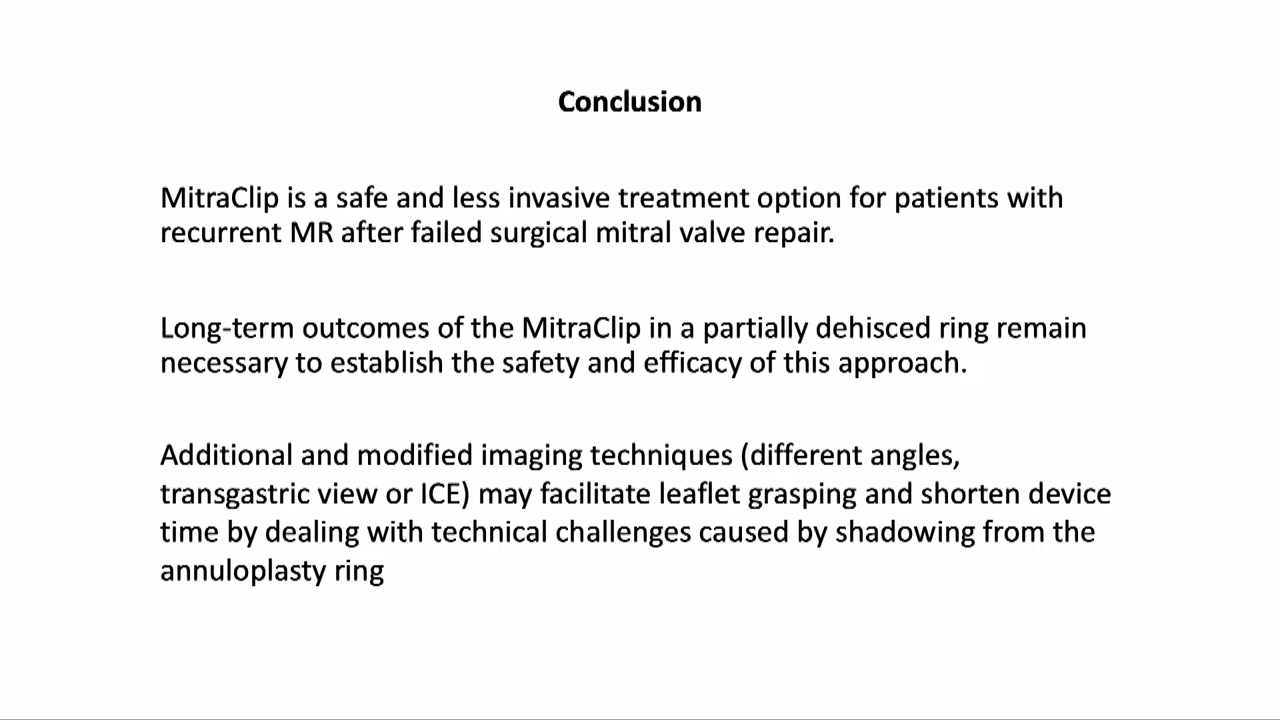 Conclusion
MitraClip is a safe and less invasive treatment option for patients with
recurrent MR after failed surgical mitral valve repair.
Long-term outcomes of the MitraClip in a partially dehisced ring remain
necessary to establish the safety and efficacy of this approach.
Additional and modified imaging techniques (different angles,
transgastric view or ICE) may facilitate leaflet grasping and shorten device
time by dealing with technical challenges caused by shadowing from the
annuloplasty ring